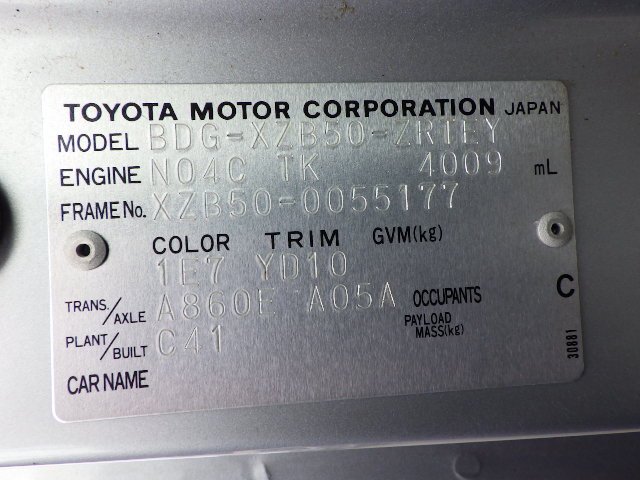 TOYOTA MOTOR CORPORATION JAPAN
MODEL BDG-XZB50-ZRTEY
ENGINE N04C TK 4009 mL
FRAME No. XZB50-0055177
COLOR TRIM GVM(kg)
1E7 YD10
TRANS./AXLE A860E A05A OCCUPANTS C
PAYLOAD MASS(kg)
PLANT/BUILT C41
CAR NAME
30881